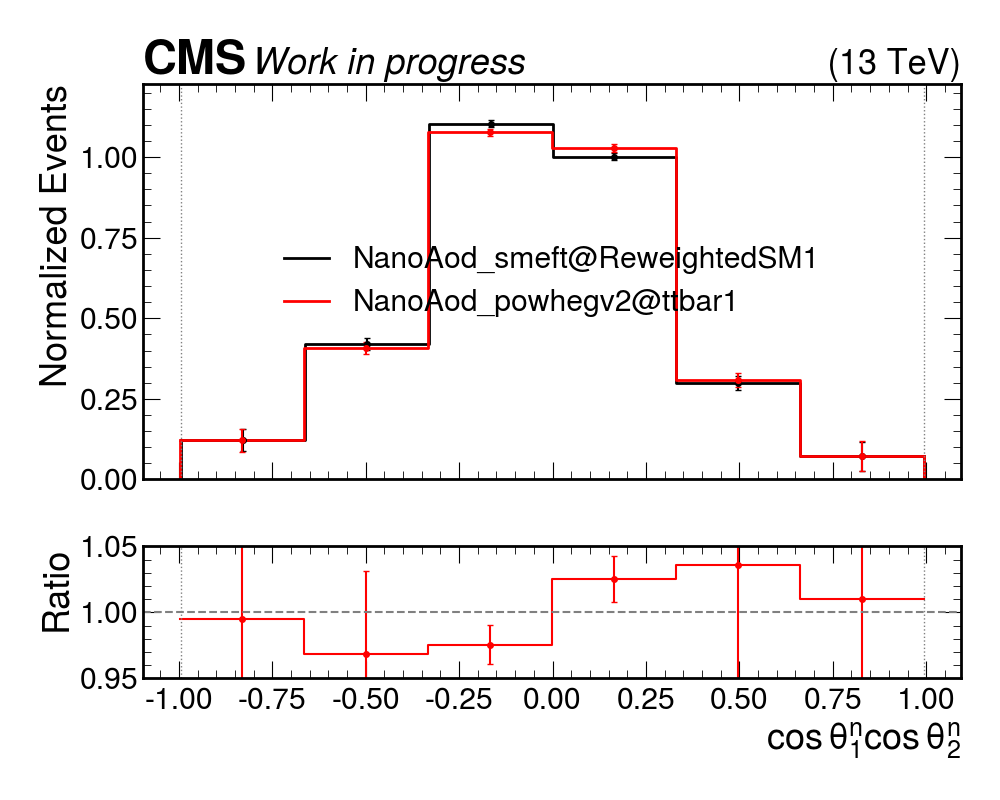 CMS Work in progress (13 TeV)
Normalized Events
1.00
0.75
0.50
0.25
0.00
NanoAod_smeft@ReweightedSM1
NanoAod_powhegv2@ttbar1
Ratio
1.05
1.00
0.95
-1.00 -0.75 -0.50 -0.25 0.00 0.25 0.50 0.75 1.00
cos θ₁ⁿcos θ₂ⁿ